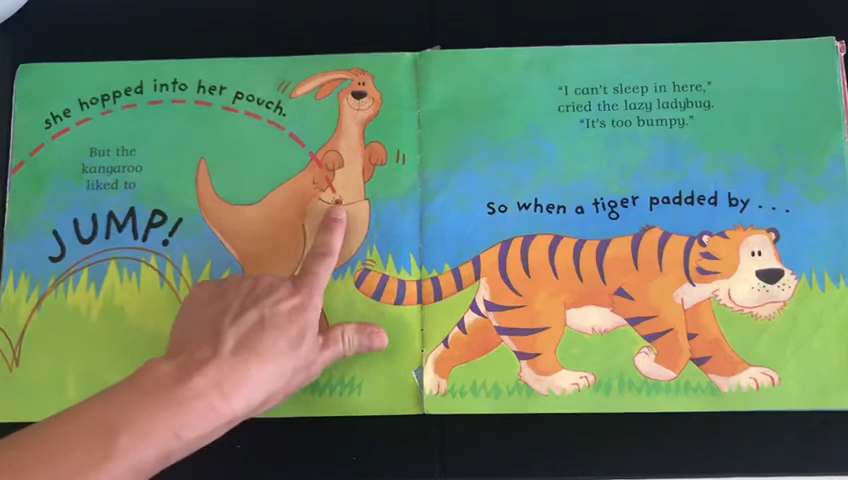 she hopped into her pouch.
But the
kangaroo
liked to
JUMP!
"I can't sleep in here,"
cried the lazy ladybug.
"It's too bumpy."
So when a tiger padded by . . .